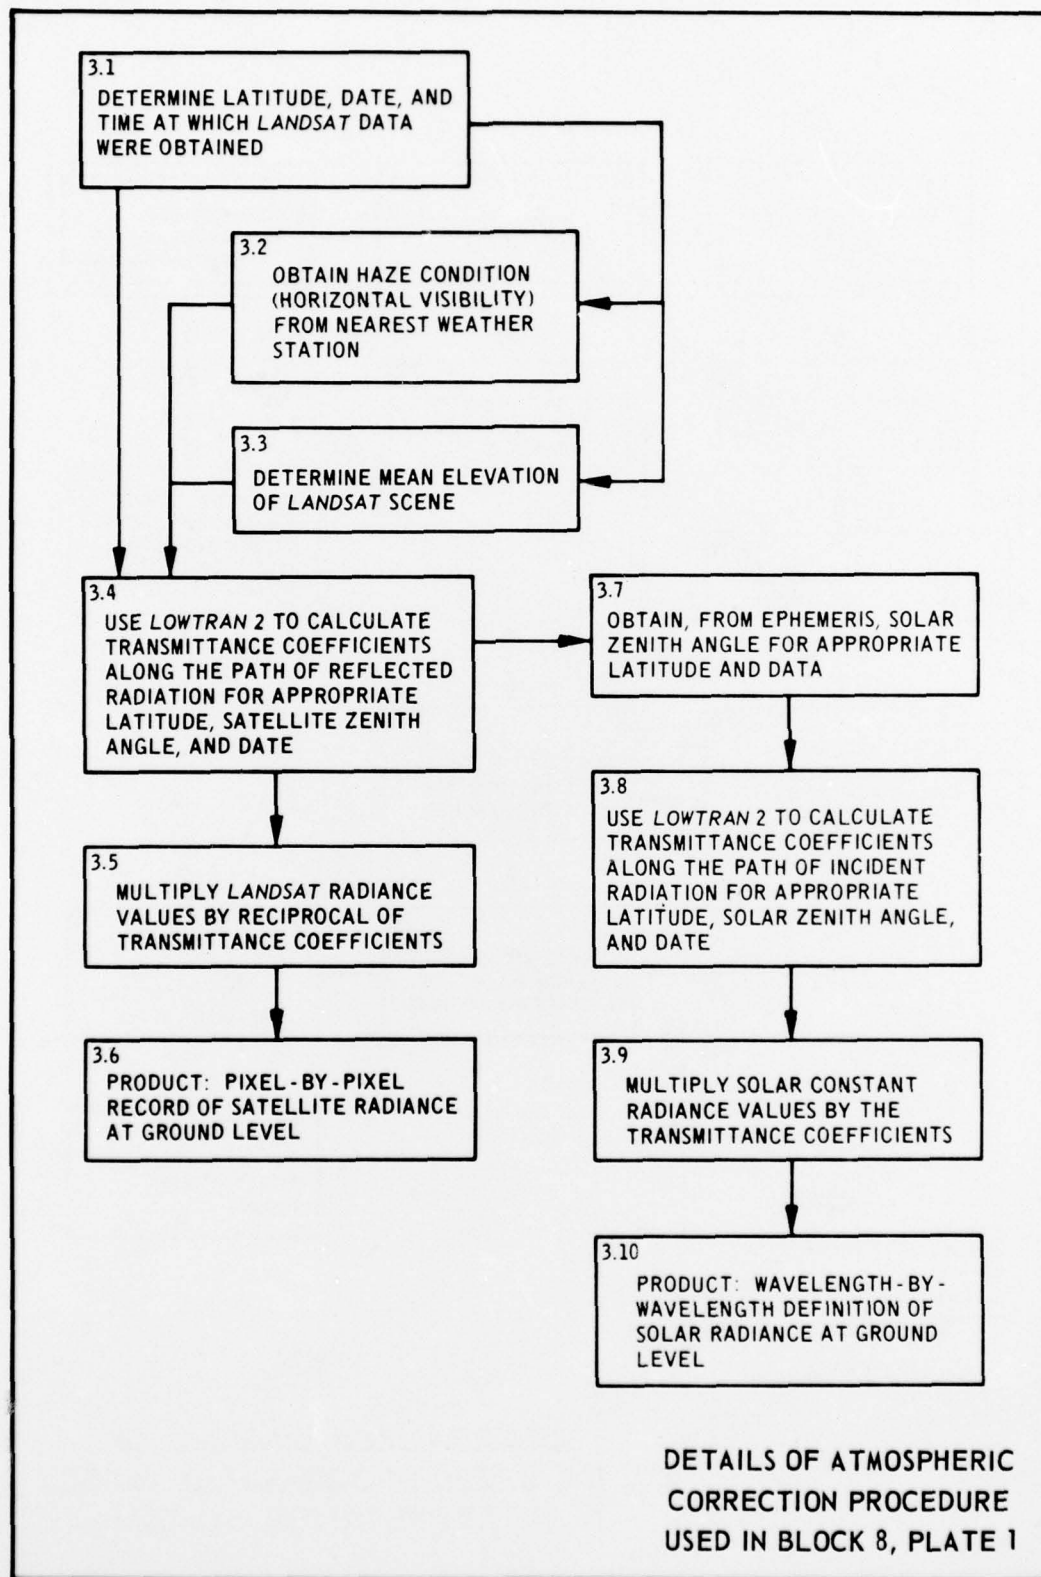 3.1
DETERMINE LATITUDE, DATE, AND
TIME AT WHICH LANDSAT DATA
WERE OBTAINED
3.2
OBTAIN HAZE CONDITION
(HORIZONTAL VISIBILITY)
FROM NEAREST WEATHER
STATION
3.3
DETERMINE MEAN ELEVATION
OF LANDSAT SCENE
3.4
USE LOWTRAN 2 TO CALCULATE
TRANSMITTANCE COEFFICIENTS
ALONG THE PATH OF REFLECTED
RADIATION FOR APPROPRIATE
LATITUDE, SATELLITE ZENITH
ANGLE, AND DATE
3.5
MULTIPLY LANDSAT RADIANCE
VALUES BY RECIPROCAL OF
TRANSMITTANCE COEFFICIENTS
3.6
PRODUCT: PIXEL-BY-PIXEL
RECORD OF SATELLITE RADIANCE
AT GROUND LEVEL
3.7
OBTAIN, FROM EPHEMERIS, SOLAR
ZENITH ANGLE FOR APPROPRIATE
LATITUDE AND DATA
3.8
USE LOWTRAN 2 TO CALCULATE
TRANSMITTANCE COEFFICIENTS
ALONG THE PATH OF INCIDENT
RADIATION FOR APPROPRIATE
LATITUDE, SOLAR ZENITH ANGLE,
AND DATE
3.9
MULTIPLY SOLAR CONSTANT
RADIANCE VALUES BY THE
TRANSMITTANCE COEFFICIENTS
3.10
PRODUCT: WAVELENGTH-BY-
WAVELENGTH DEFINITION OF
SOLAR RADIANCE AT GROUND
LEVEL
DETAILS OF ATMOSPHERIC
CORRECTION PROCEDURE
USED IN BLOCK 8, PLATE 1